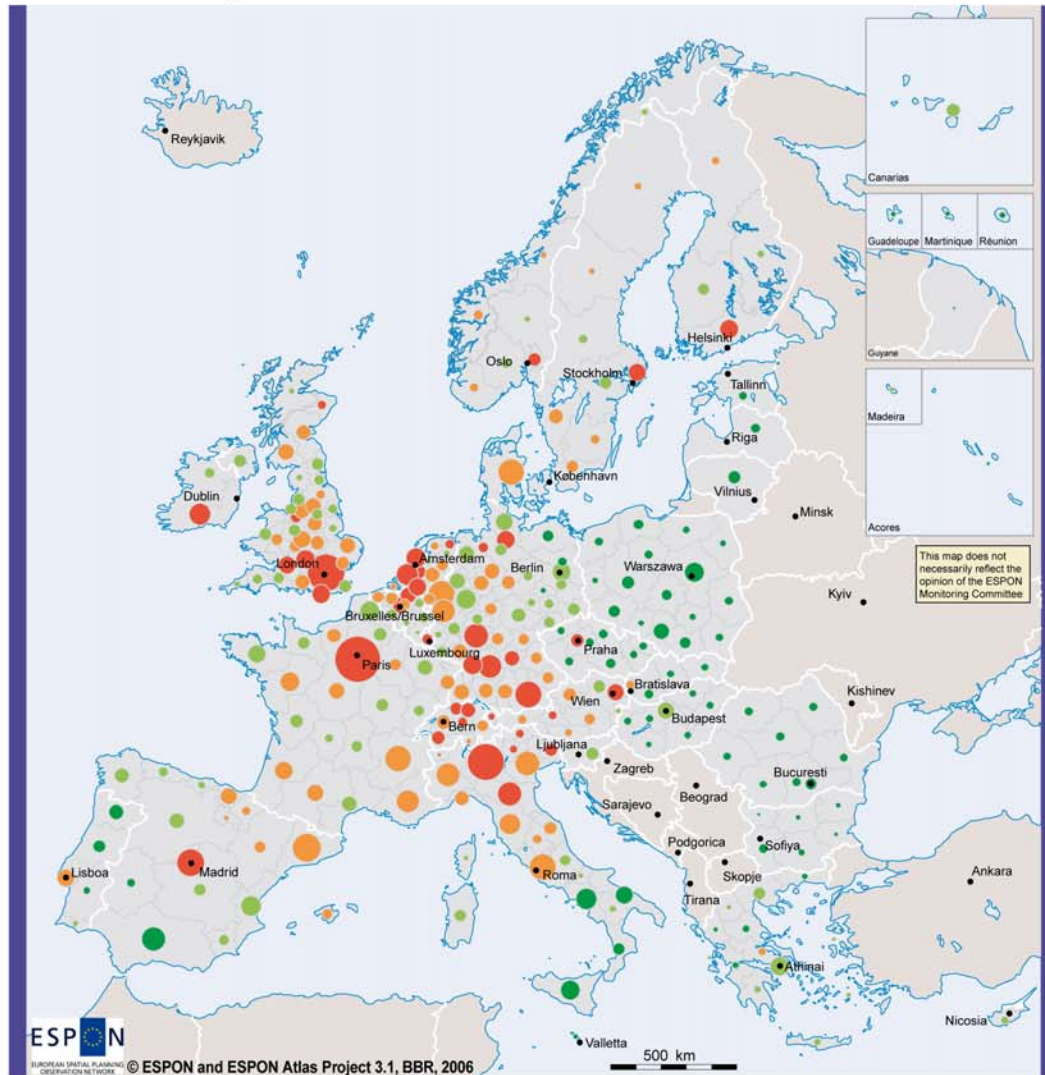 Reykjavik
Canarias
Guadeloupe
Martinique
Réunion
Guyane
Madeira
Acores
This map does not
necessarily reflect the
opinion of the ESPON
Monitoring Committee
Oslo
Helsinki
Stockholm
Tallinn
Riga
København
Vilnius
Minsk
Dublin
London
Amsterdam
Berlin
Warszawa
Kyiv
Bruxelles/Brussel
Luxembourg
Praha
Paris
Wien
Bratislava
Kishinev
Budapest
Bern
Ljubljana
Zagreb
Bucuresti
Beograd
Sarajevo
Podgorica
Sofiya
Skopje
Ankara
Lisboa
Madrid
Roma
Tirana
Athinai
Nicosia
Valletta
500 km
ESPON
EUROPEAN SPATIAL PLANNING
OBSERVATION NETWORK
© ESPON and ESPON Atlas Project 3.1, BBR, 2006